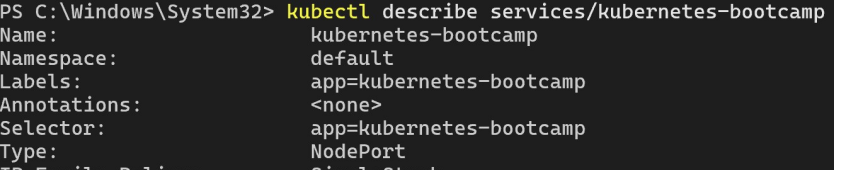 PS C:\Windows\System32> kubectl describe services/kubernetes-bootcamp
Name: kubernetes-bootcamp
Namespace: default
Labels: app=kubernetes-bootcamp
Annotations: <none>
Selector: app=kubernetes-bootcamp
Type: NodePort